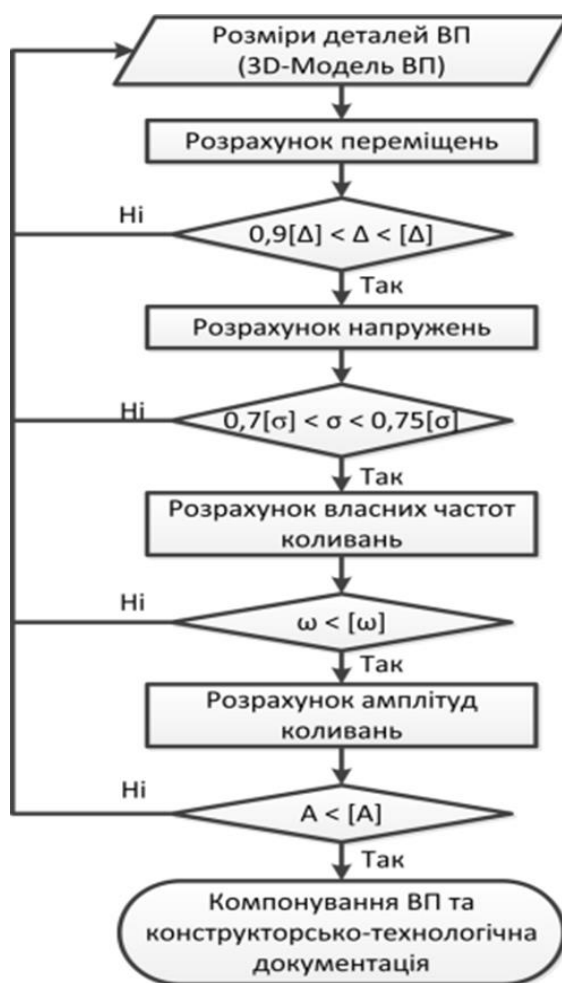 Розміри деталей ВП
(3D-Модель ВП)
Розрахунок переміщень
Ні
0,9[Δ] < Δ < [Δ]
Так
Розрахунок напружень
Ні
0,7[σ] < σ < 0,75[σ]
Так
Розрахунок власних частот
коливань
Ні
ω < [ω]
Так
Розрахунок амплітуд
коливань
Ні
А < [А]
Так
Компонування ВП та
конструкторсько-технологічна
документація